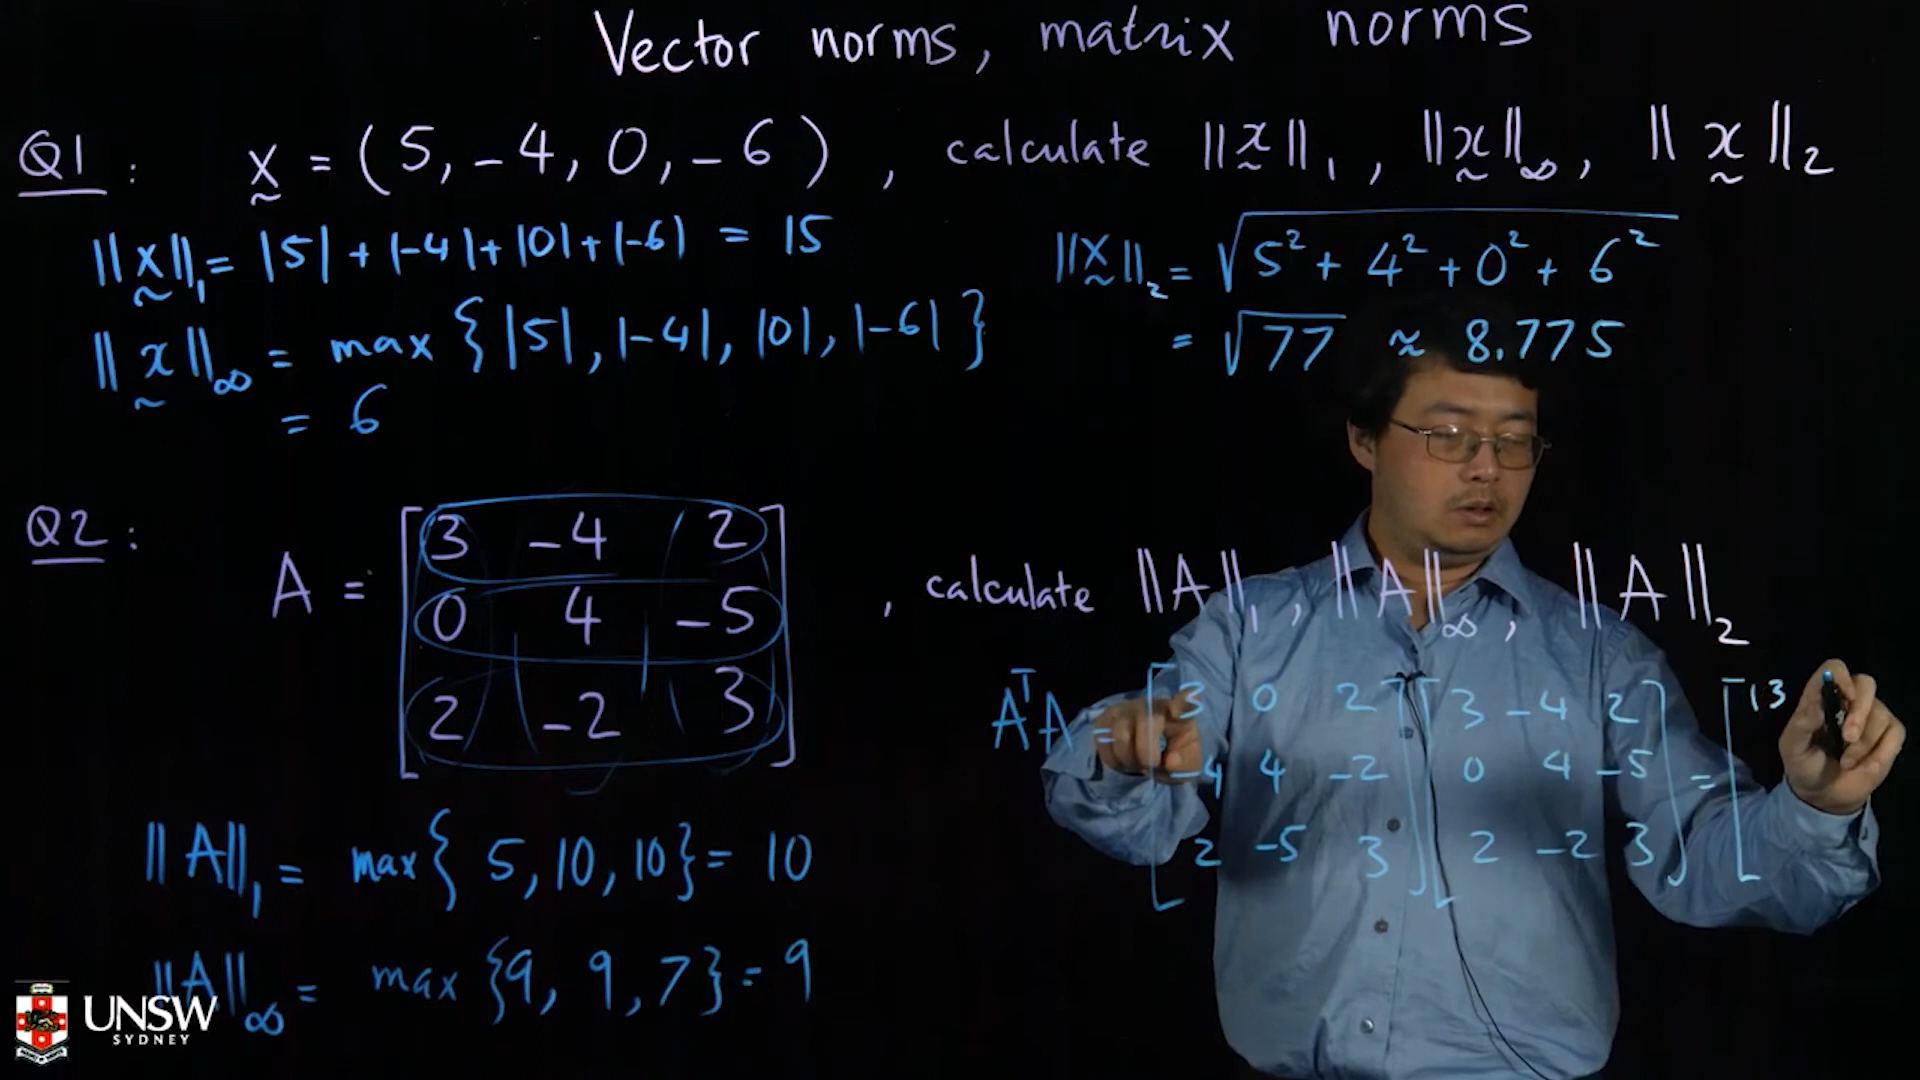 Vector norms, matrix norms
Q1: x = (5, -4, 0, -6), calculate ||x||₁, ||x||∞, ||x||₂
||x||₁ = |5| + |-4| + |0| + |-6| = 15
||x||∞ = max {|5|, |-4|, |0|, |-6|}
= 6
||x||₂ = √5² + 4² + 0² + 6²
= √77 ≈ 8.775
Q2: A = [3 -4 2
0 4 -5
2 -2 3], calculate ||A||₁, ||A||∞, ||A||₂
||A||₁ = max{5, 10, 10} = 10
||A||∞ = max {9, 9, 7} = 9
AᵀA = [3 0 2] [3 -4 2] = [13
-4 4 -2 0 4 -5
2 -5 3 2 -2 3
UNSW
SYDNEY